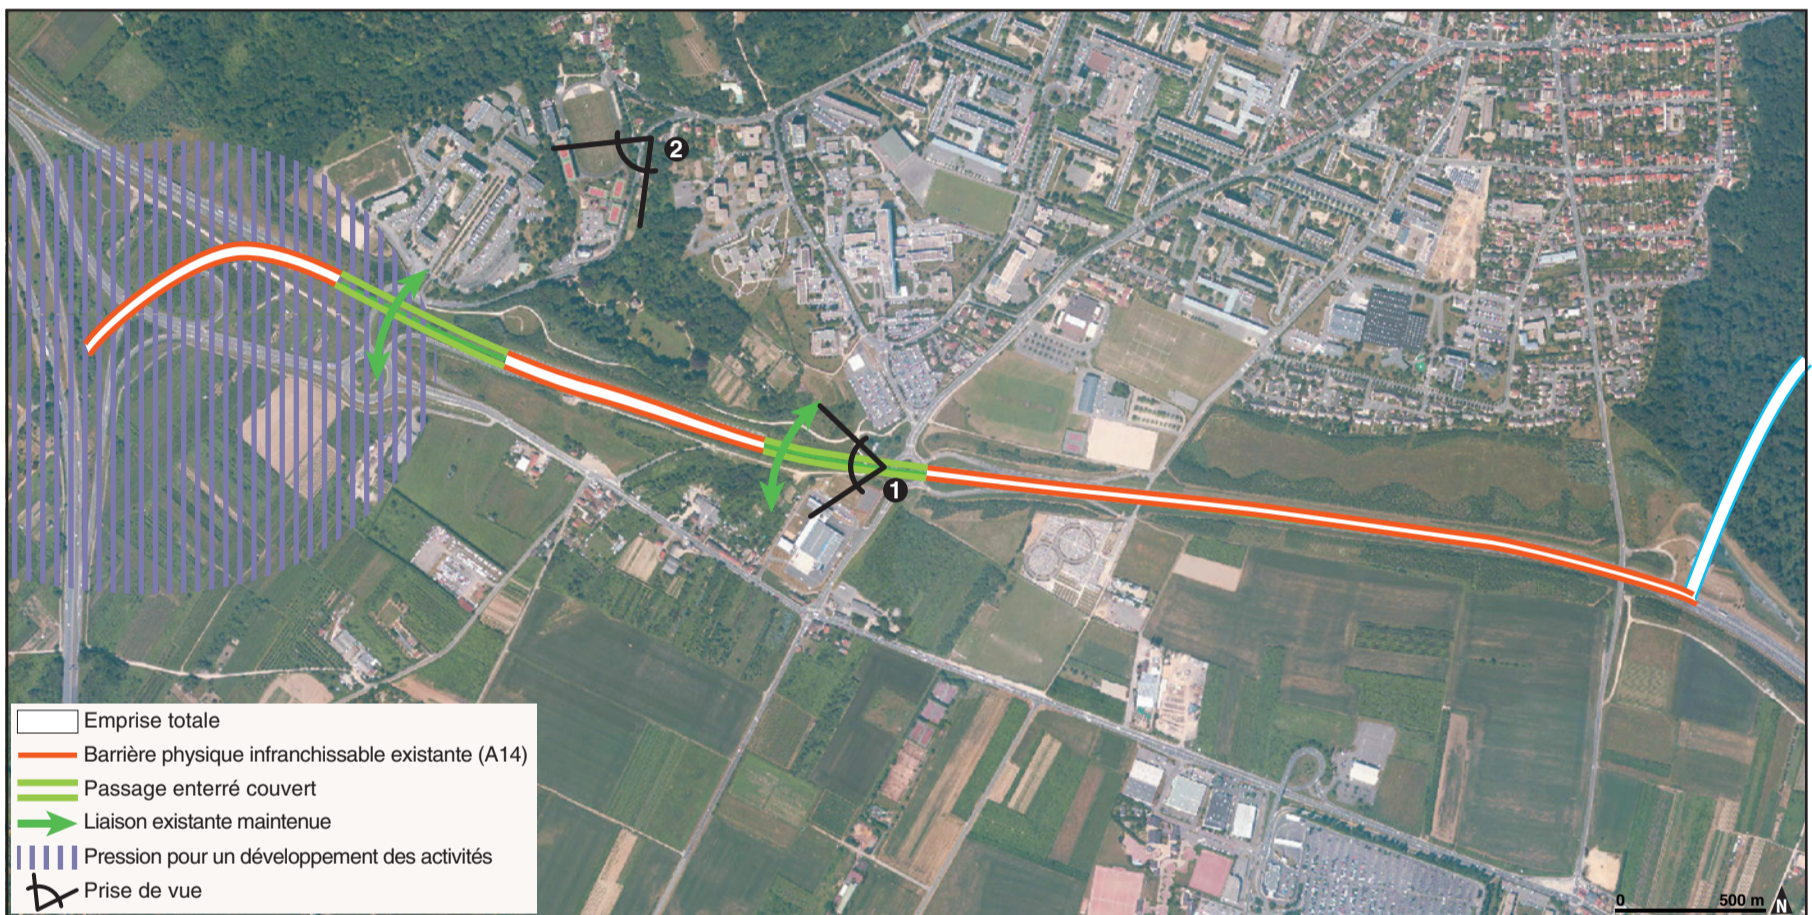 2
1
Emprise totale
Barrière physique infranchissable existante (A14)
Passage enterré couvert
Liaison existante maintenue
Pression pour un développement des activités
Prise de vue
0 500 m N